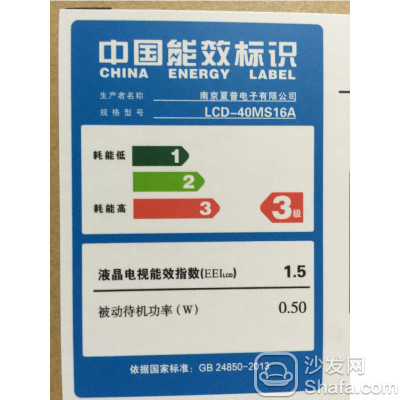 中国能效标识
CHINA ENERGY LABEL
生产者名称 南京夏普电子有限公司
规格型号 LCD-40MS16A
耗能低 1
2
耗能高 3 3级
液晶电视能效指数(EEILCD) 1.5
被动待机功率(W) 0.50
依据国家标准: GB 24850-2013
沙发网
Shafa.com